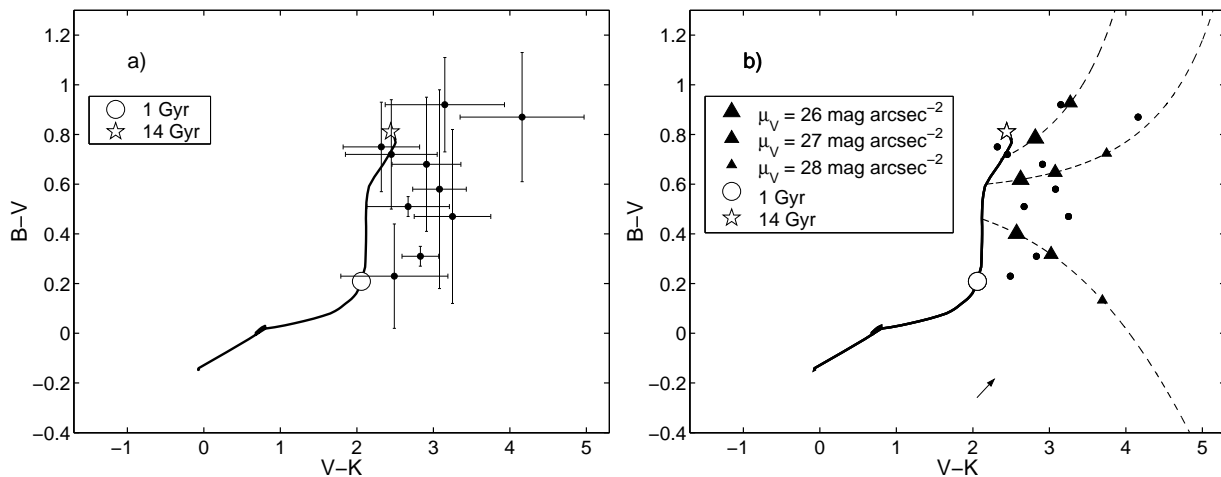 a)
1 Gyr
14 Gyr
1.2
1
0.8
0.6
0.4
0.2
0
−0.2
−0.4
B−V
−1 0 1 2 3 4 5
V−K
b)
μ_V = 26 mag arcsec⁻²
μ_V = 27 mag arcsec⁻²
μ_V = 28 mag arcsec⁻²
1 Gyr
14 Gyr
1.2
1
0.8
0.6
0.4
0.2
0
−0.2
−0.4
B−V
−1 0 1 2 3 4 5
V−K